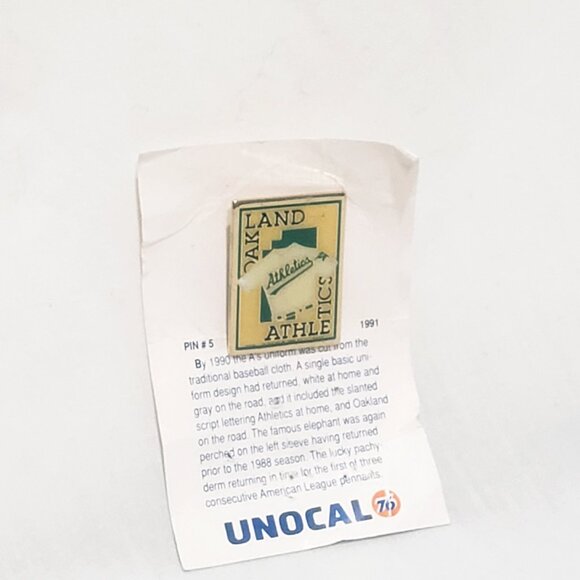 OAKLAND
Athletics
ATHLETICS
PIN # 5 1991
By 1990 the A's uniform was cut from the
traditional baseball cloth. A single basic uni-
form design had returned, white at home and
gray on the road, and it included the slanted
script lettering Athletics at home, and Oakland
on the road. The famous elephant was again
perched on the left sleeve having returned
prior to the 1988 season. The lucky pachy-
derm returning in time for the first of three
consecutive American League pennants.
UNOCAL 76